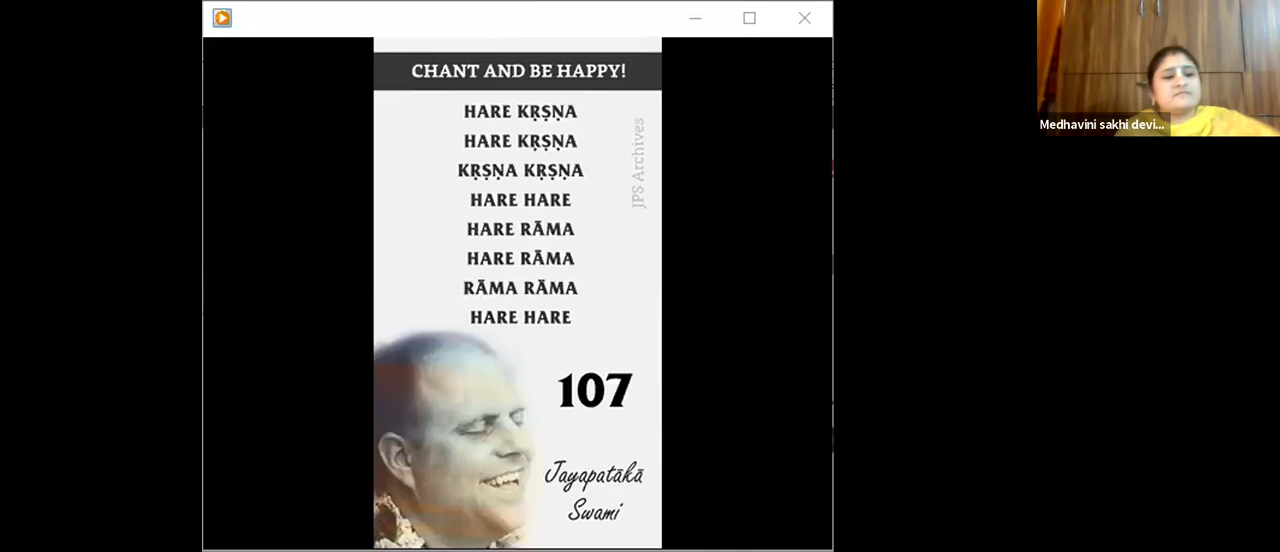 CHANT AND BE HAPPY!
HARE KṚṢṆA
HARE KṚṢṆA
KṚṢṆA KṚṢṆA
HARE HARE
HARE RĀMA
HARE RĀMA
RĀMA RĀMA
HARE HARE
JPS Archives
107
Jayapatākā
Swami
Medhavini sakhi devi...